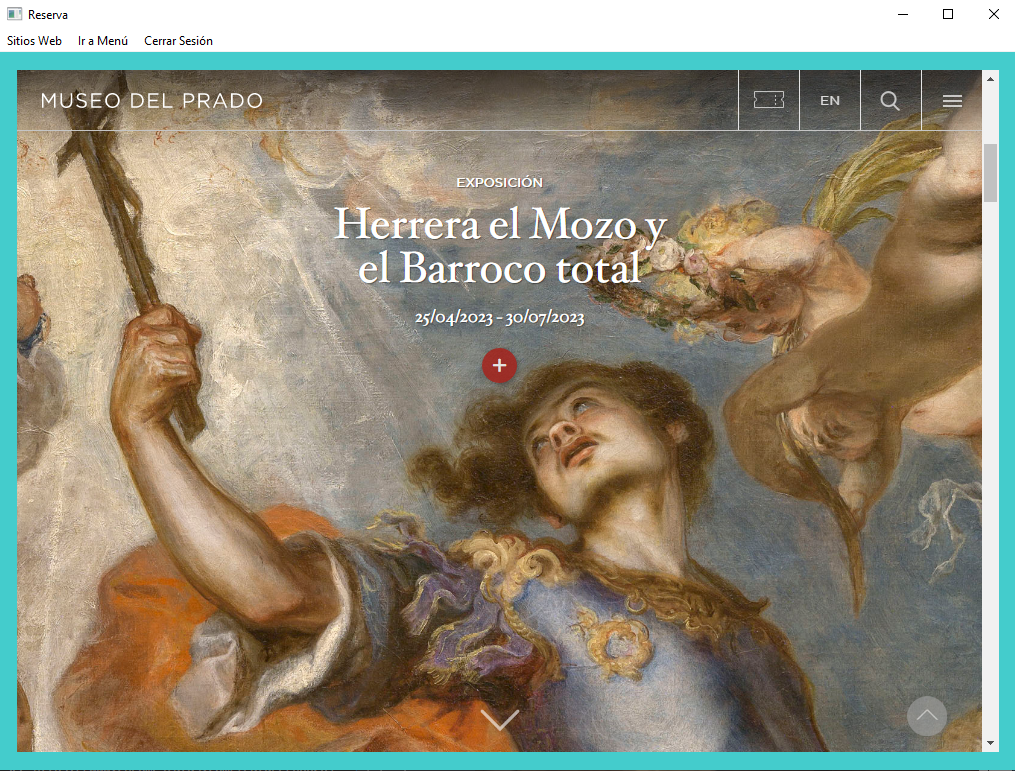 Reserva
Sitios Web Ir a Menú Cerrar Sesión
MUSEO DEL PRADO
EN
EXPOSICIÓN
Herrera el Mozo y
el Barroco total
25/04/2023 - 30/07/2023